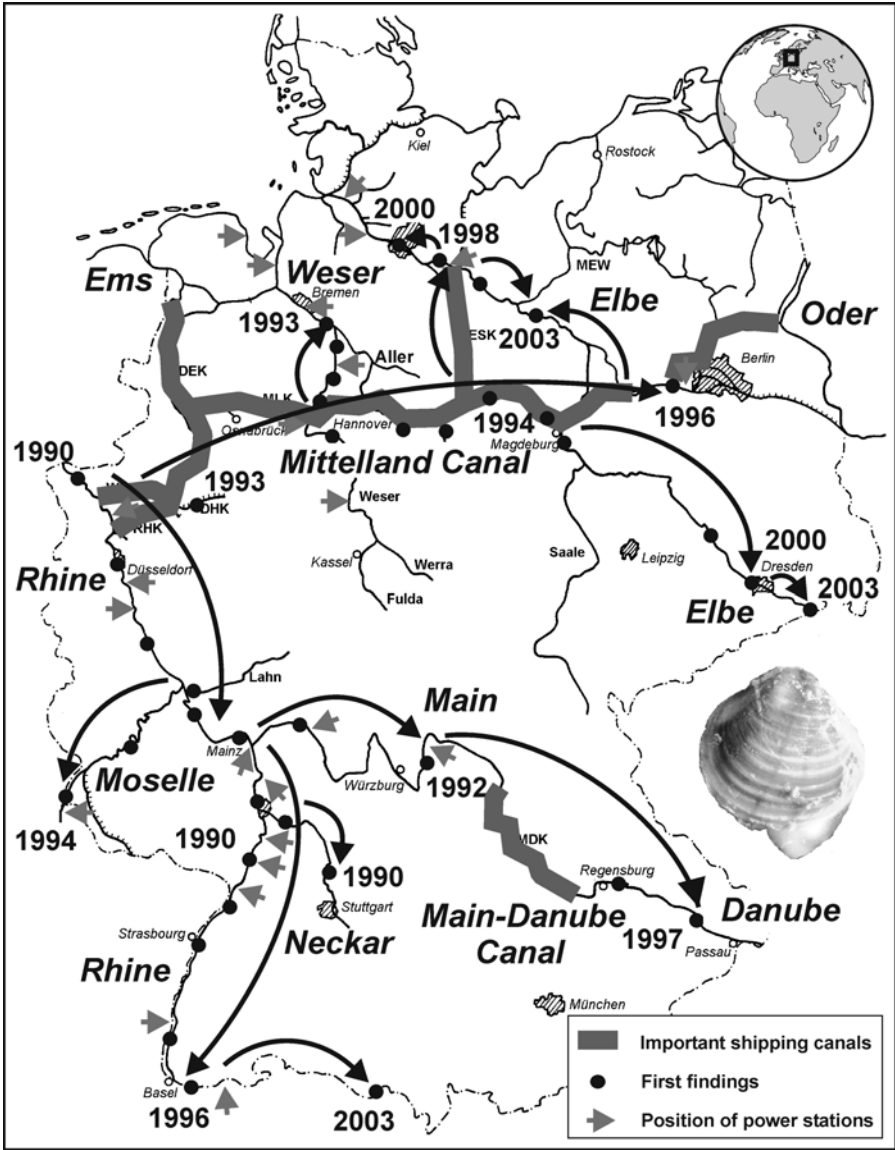 Kiel
Rostock
2000
1998
MEW
Ems
Weser
Bremen
Elbe
Oder
1993
2003
ESK
Aller
DEK
Berlin
MLK
1996
Hannover
1994
Magdeburg
1990
Mittelland Canal
1993
DHK
RHK
Weser
Saale
Leipzig
2000
Dresden
Rhine
Düsseldorf
Kassel
Werra
Fulda
Elbe
2003
Lahn
Main
Mainz
Moselle
Würzburg
1992
1994
1990
MDK
1990
Regensburg
Stuttgart
Main-Danube
Canal
Danube
Strasbourg
Neckar
1997
Passau
Rhine
München
Important shipping canals
First findings
Basel
1996
2003
Position of power stations